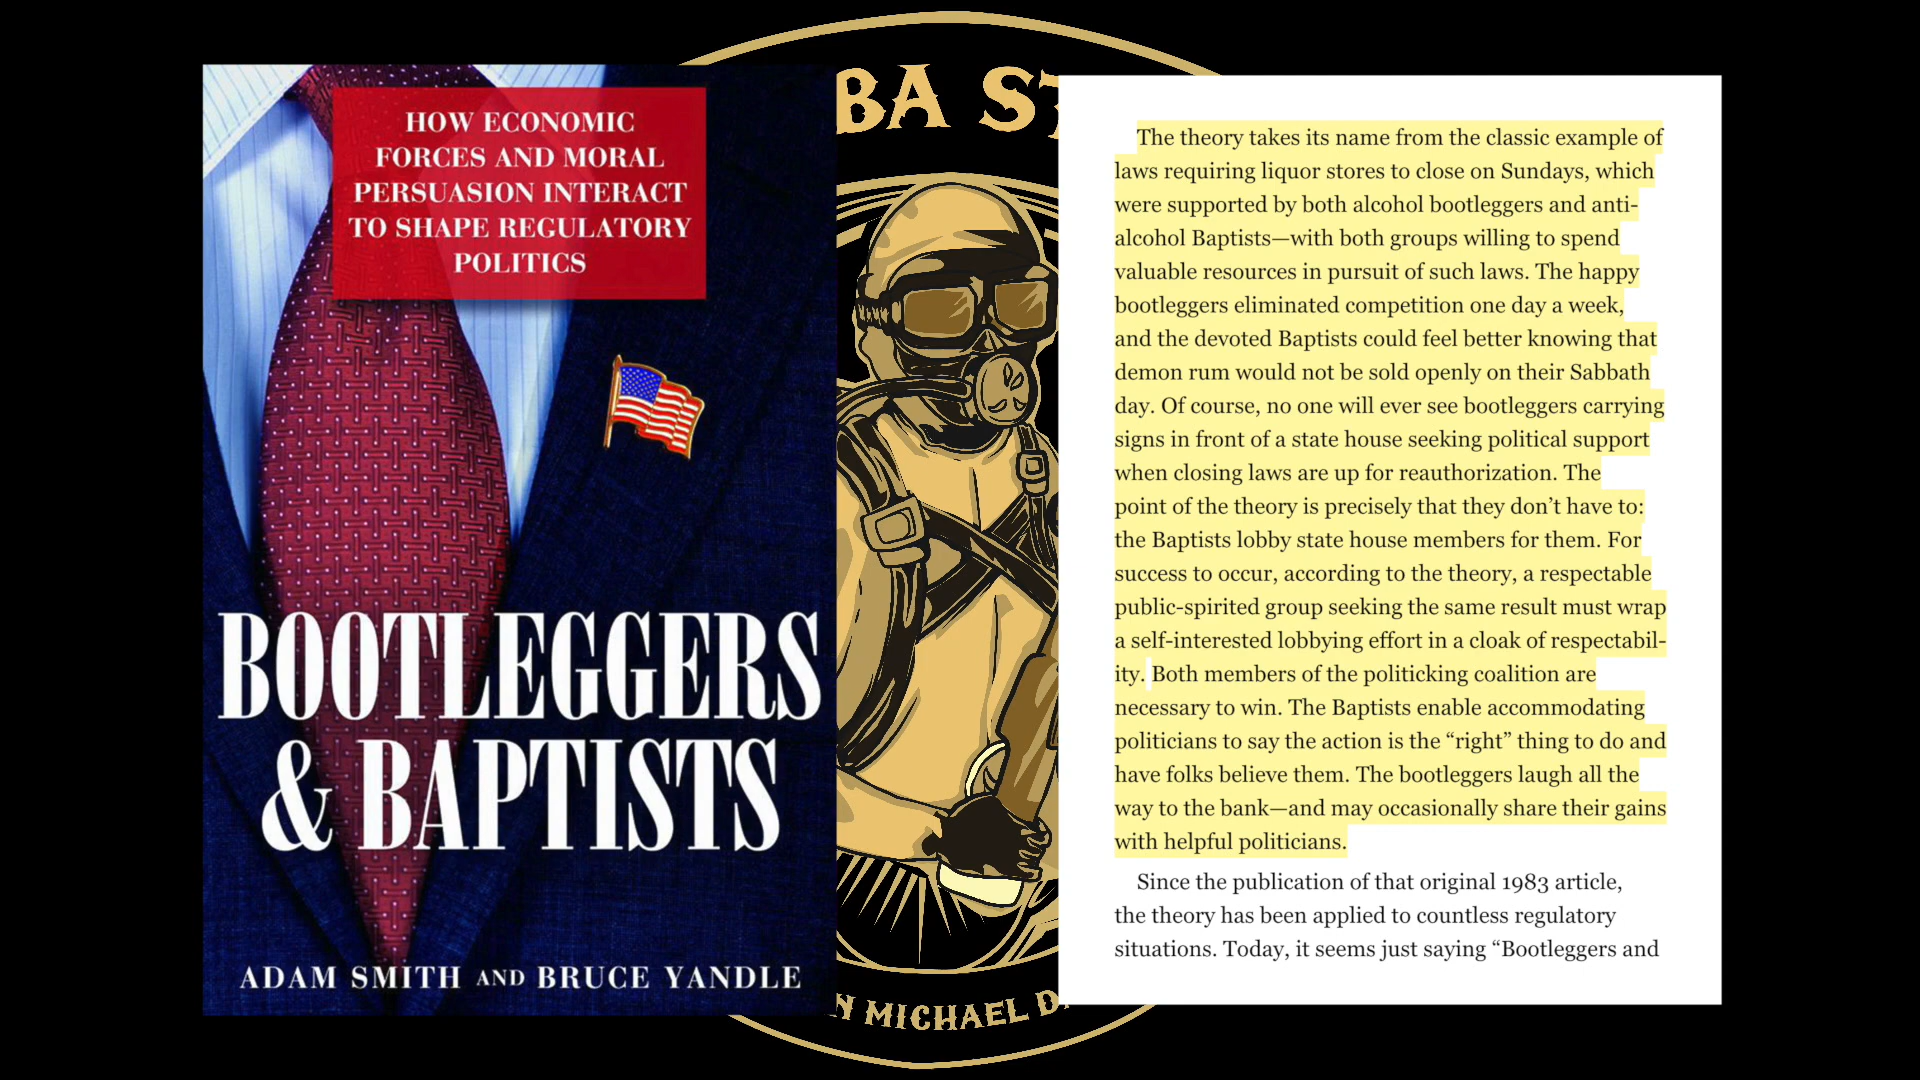 HOW ECONOMIC
FORCES AND MORAL
PERSUASION INTERACT
TO SHAPE REGULATORY
POLITICS
BOOTLEGGERS
& BAPTISTS
ADAM SMITH AND BRUCE YANDLE
The theory takes its name from the classic example of
laws requiring liquor stores to close on Sundays, which
were supported by both alcohol bootleggers and anti-
alcohol Baptists—with both groups willing to spend
valuable resources in pursuit of such laws. The happy
bootleggers eliminated competition one day a week,
and the devoted Baptists could feel better knowing that
demon rum would not be sold openly on their Sabbath
day. Of course, no one will ever see bootleggers carrying
signs in front of a state house seeking political support
when closing laws are up for reauthorization. The
point of the theory is precisely that they don’t have to:
the Baptists lobby state house members for them. For
success to occur, according to the theory, a respectable
public-spirited group seeking the same result must wrap
a self-interested lobbying effort in a cloak of respectabil-
ity. Both members of the politicking coalition are
necessary to win. The Baptists enable accommodating
politicians to say the action is the “right” thing to do and
have folks believe them. The bootleggers laugh all the
way to the bank—and may occasionally share their gains
with helpful politicians.
Since the publication of that original 1983 article,
the theory has been applied to countless regulatory
situations. Today, it seems just saying “Bootleggers and
MICHAEL